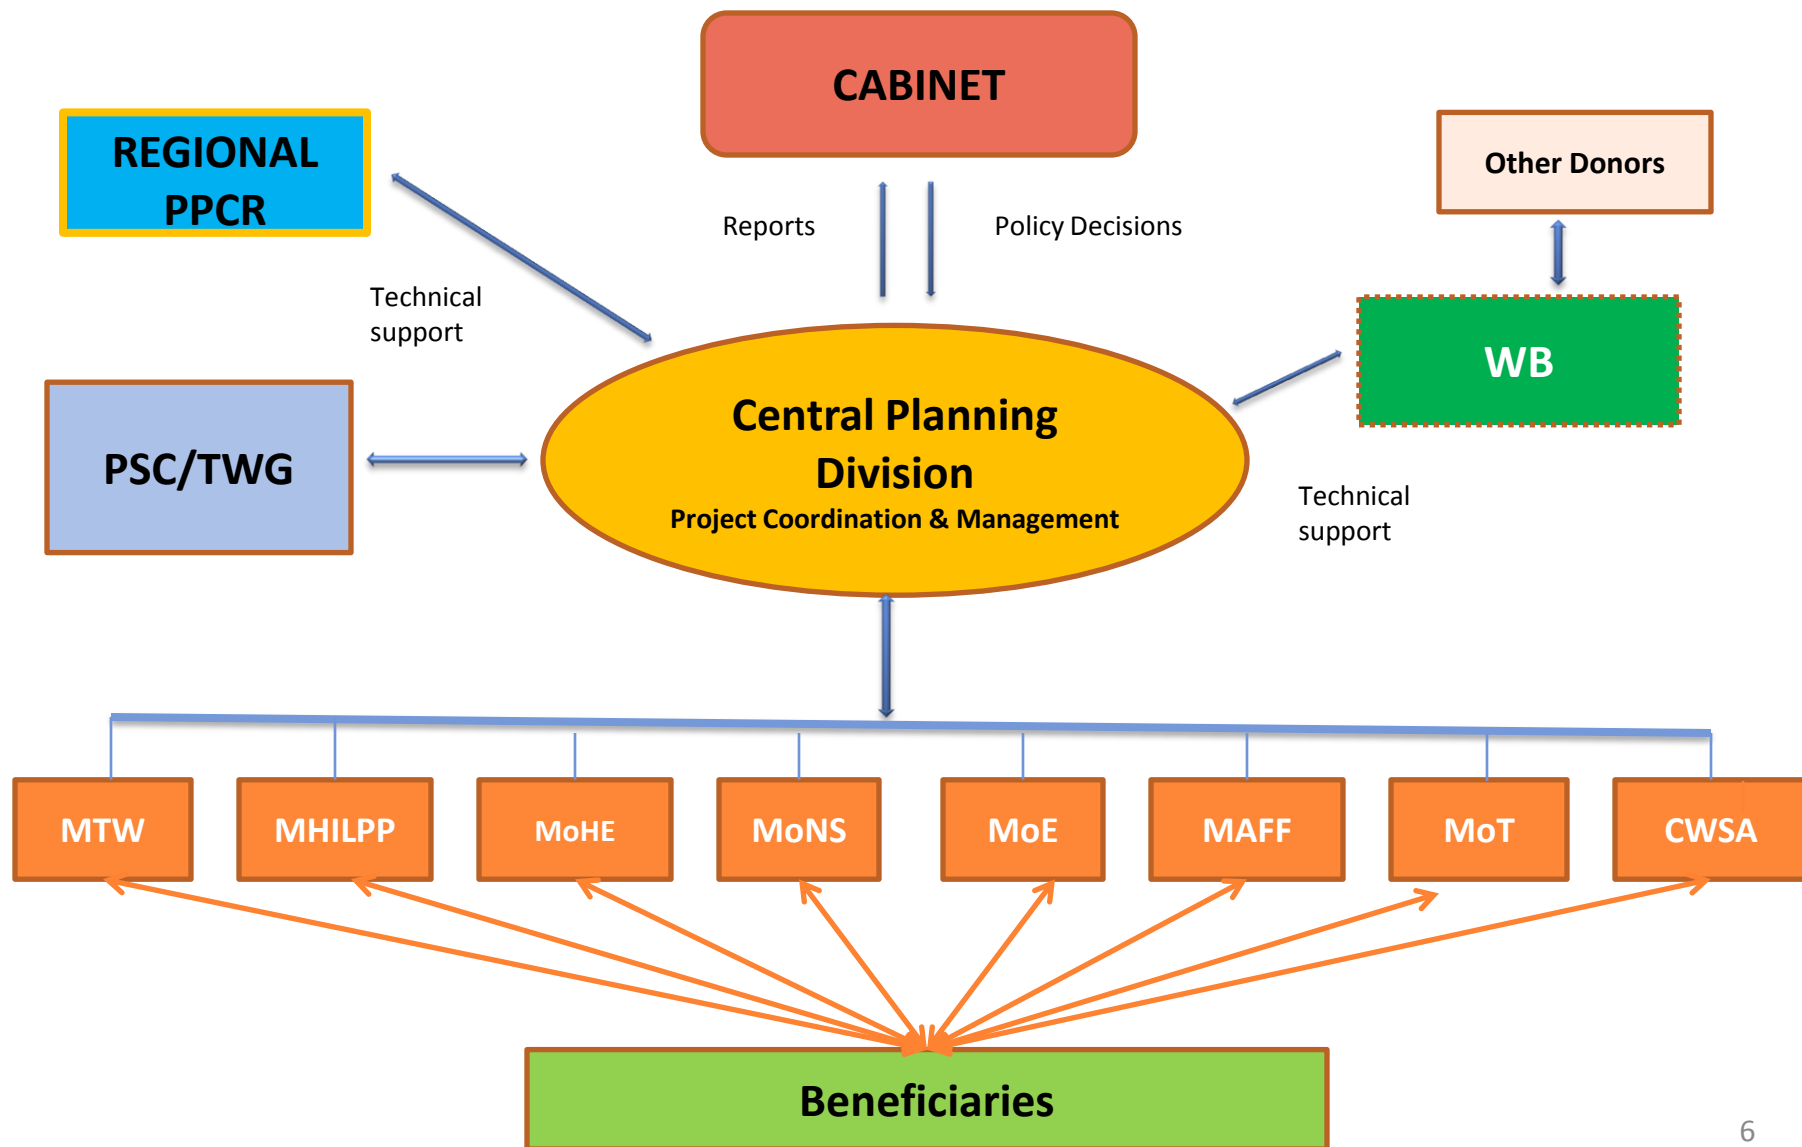 CABINET
REGIONAL
PPCR
Other Donors
Reports
Policy Decisions
Technical
support
WB
PSC/TWG
Central Planning
Division
Project Coordination & Management
Technical
support
MTW
MHILPP
MoHE
MoNS
MoE
MAFF
MoT
CWSA
Beneficiaries
6